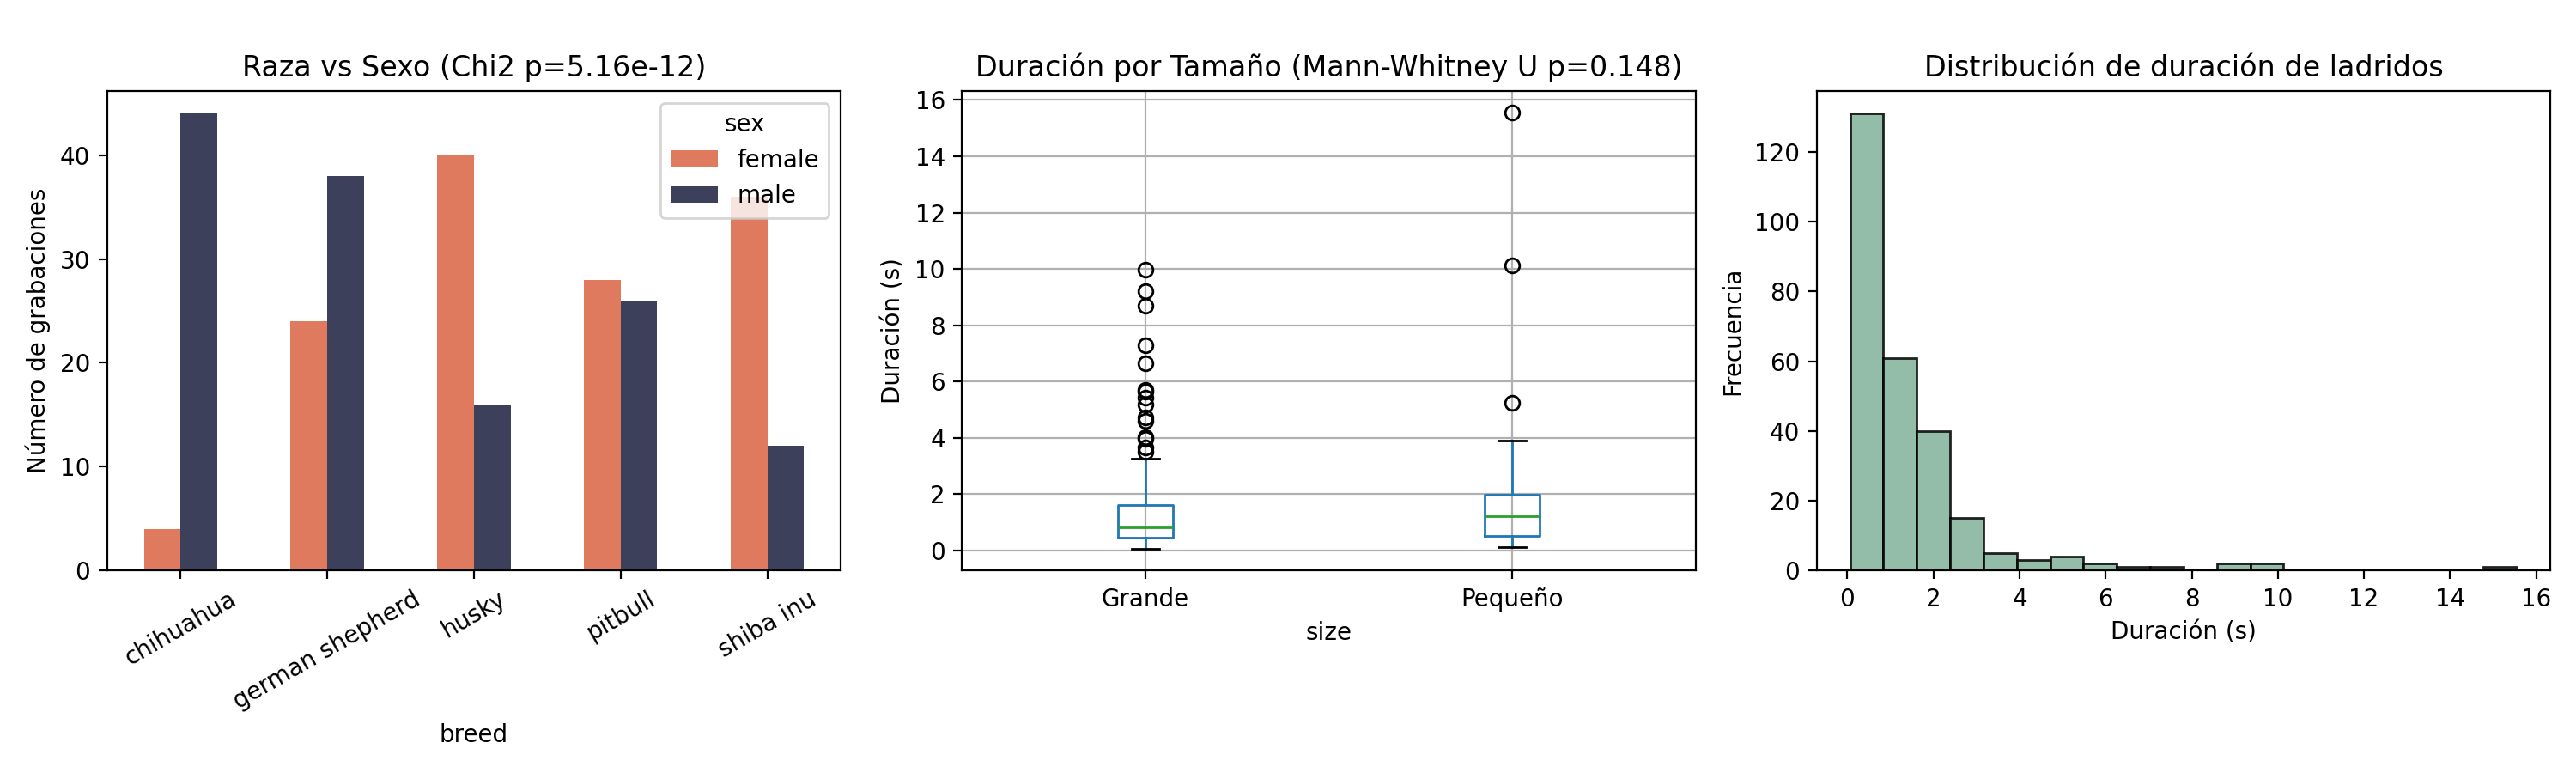 Raza vs Sexo (Chi2 p=5.16e-12)
Número de grabaciones
40
30
20
10
0
sex
female
male
chihuahua
german shepherd
husky
pitbull
shiba inu
breed
Duración por Tamaño (Mann-Whitney U p=0.148)
Duración (s)
16
14
12
10
8
6
4
2
0
Grande
Pequeño
size
Distribución de duración de ladridos
Frecuencia
120
100
80
60
40
20
0
0
2
4
6
8
10
12
14
16
Duración (s)